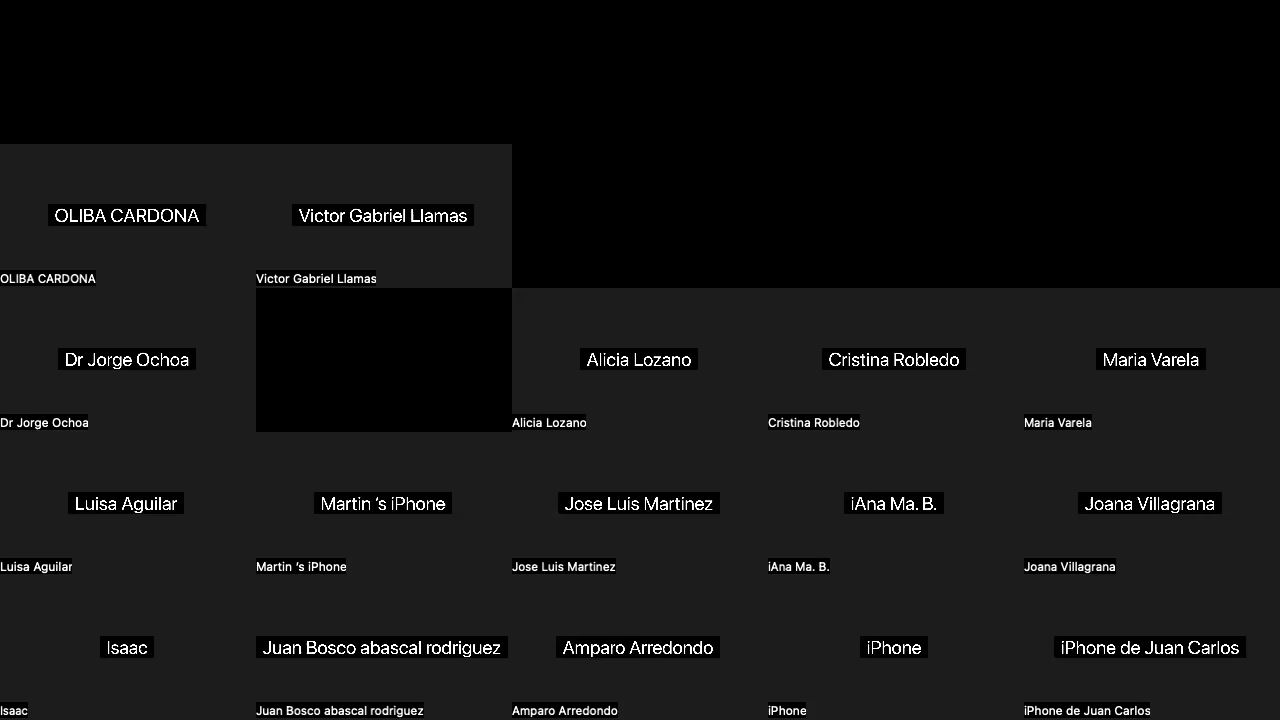 OLIBA CARDONA
Victor Gabriel Llamas
OLIBA CARDONA
Victor Gabriel Llamas
Dr Jorge Ochoa
Alicia Lozano
Cristina Robledo
Maria Varela
Dr Jorge Ochoa
Alicia Lozano
Cristina Robledo
Maria Varela
Luisa Aguilar
Martin ‘s iPhone
Jose Luis Martinez
iAna Ma. B.
Joana Villagrana
Luisa Aguilar
Martin ‘s iPhone
Jose Luis Martinez
iAna Ma. B.
Joana Villagrana
Isaac
Juan Bosco abascal rodriguez
Amparo Arredondo
iPhone
iPhone de Juan Carlos
Isaac
Juan Bosco abascal rodriguez
Amparo Arredondo
iPhone
iPhone de Juan Carlos